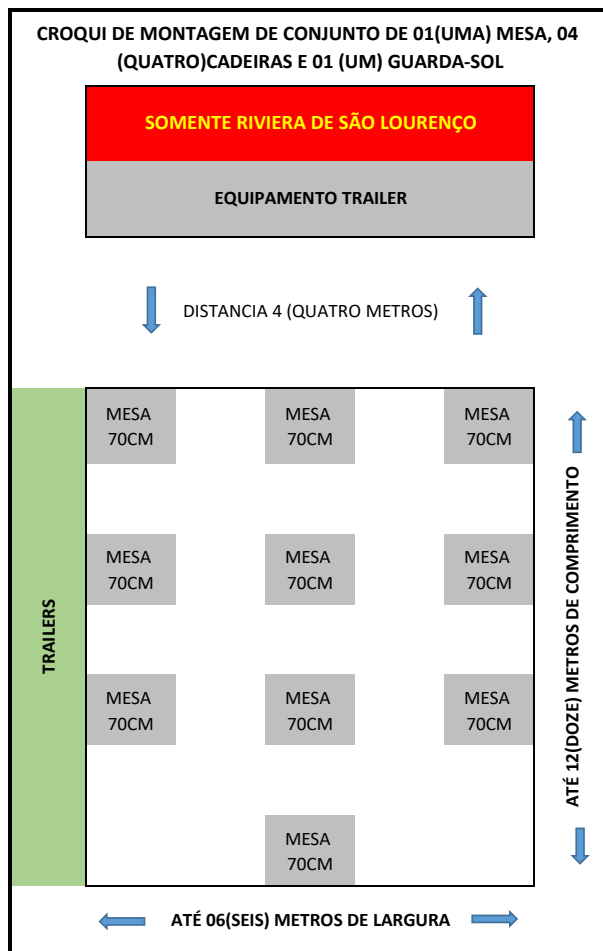 CROQUI DE MONTAGEM DE CONJUNTO DE 01(UMA) MESA, 04
(QUATRO)CADEIRAS E 01 (UM) GUARDA-SOL
SOMENTE RIVIERA DE SÃO LOURENÇO
EQUIPAMENTO TRAILER
DISTANCIA 4 (QUATRO METROS)
TRAILERS
MESA
70CM
MESA
70CM
MESA
70CM
MESA
70CM
MESA
70CM
MESA
70CM
MESA
70CM
MESA
70CM
MESA
70CM
MESA
70CM
ATÉ 12(DOZE) METROS DE COMPRIMENTO
ATÉ 06(SEIS) METROS DE LARGURA